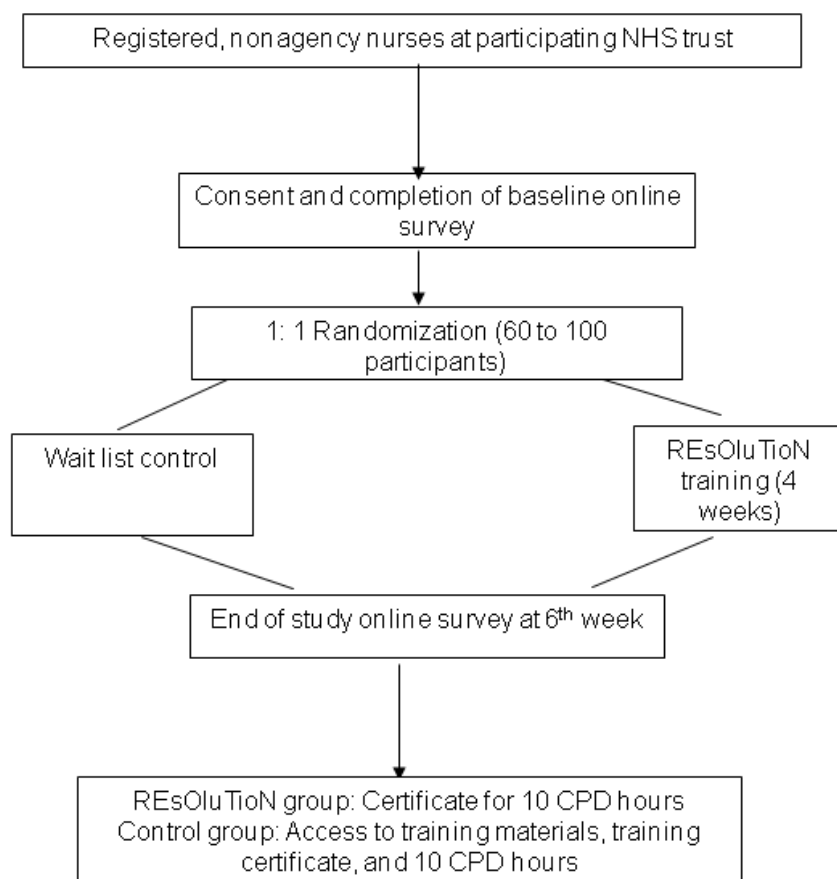 Registered, nonagency nurses at participating NHS trust
Consent and completion of baseline online
survey
1: 1 Randomization (60 to 100
participants)
Wait list control
REsOluTioN
training (4
weeks)
End of study online survey at 6th week
REsOluTioN group: Certificate for 10 CPD hours
Control group: Access to training materials, training
certificate, and 10 CPD hours